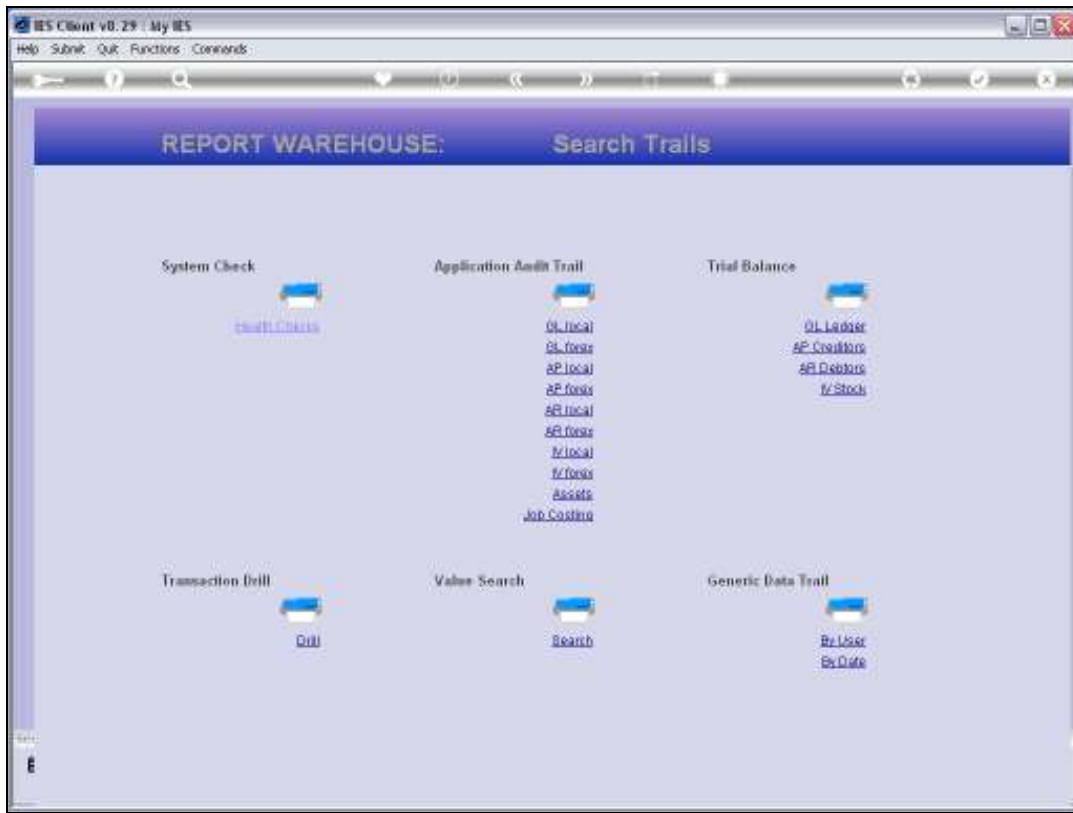 IES Client v8.29 : My IES
Help Submit Quit Functions Commands
REPORT WAREHOUSE: Search Trails
System Check
Health Checks
Application Audit Trail
GL local
GL forex
AP local
AP forex
AR local
AR forex
IV local
IV forex
Assets
Job Costing
Trial Balance
GL Ledger
AP Creditors
AR Debtors
IV Stock
Transaction Drill
Drill
Value Search
Search
Generic Data Trail
By User
By Date